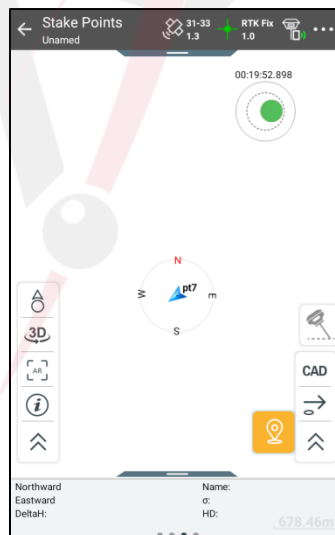 Stake Points
Unnamed
31-33
1.3
RTK Fix
1.0
00:19:52.898
N
W
pt7
E
S
3D
AR
i
CAD
Northward
Name:
Eastward
σ:
DeltaH:
HD:
678.46m